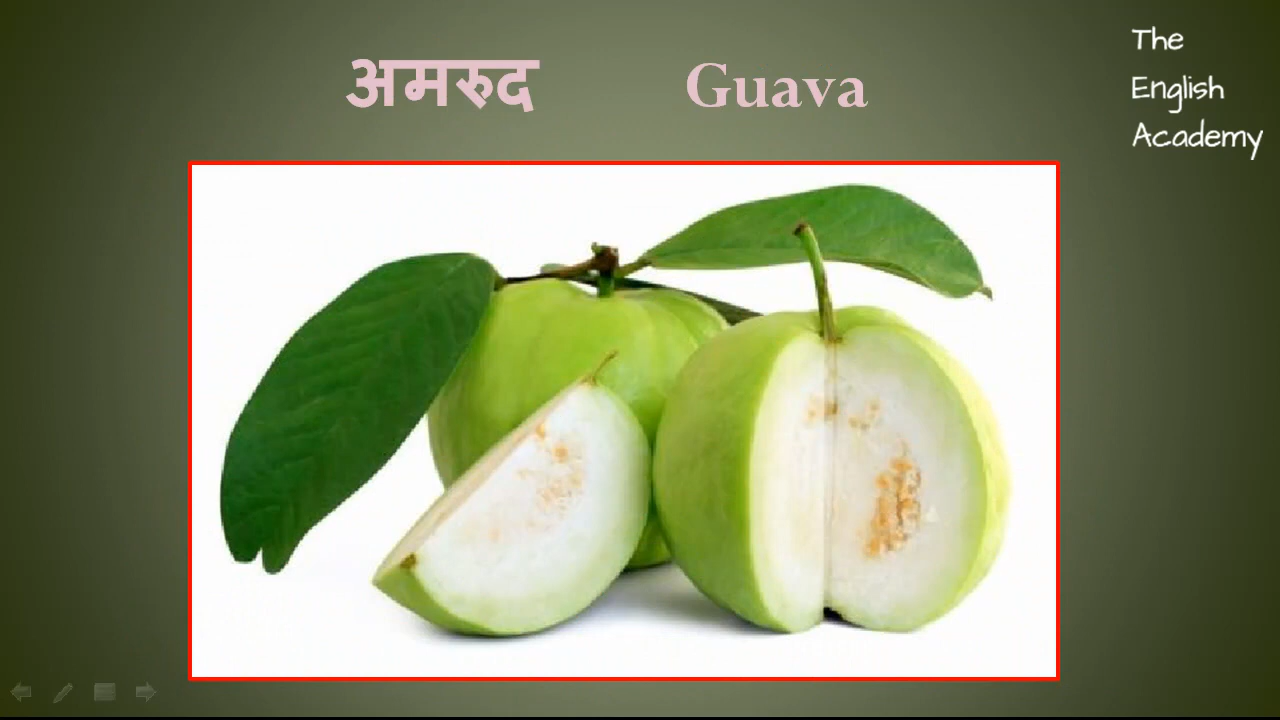 अमरुद Guava
The
English
Academy